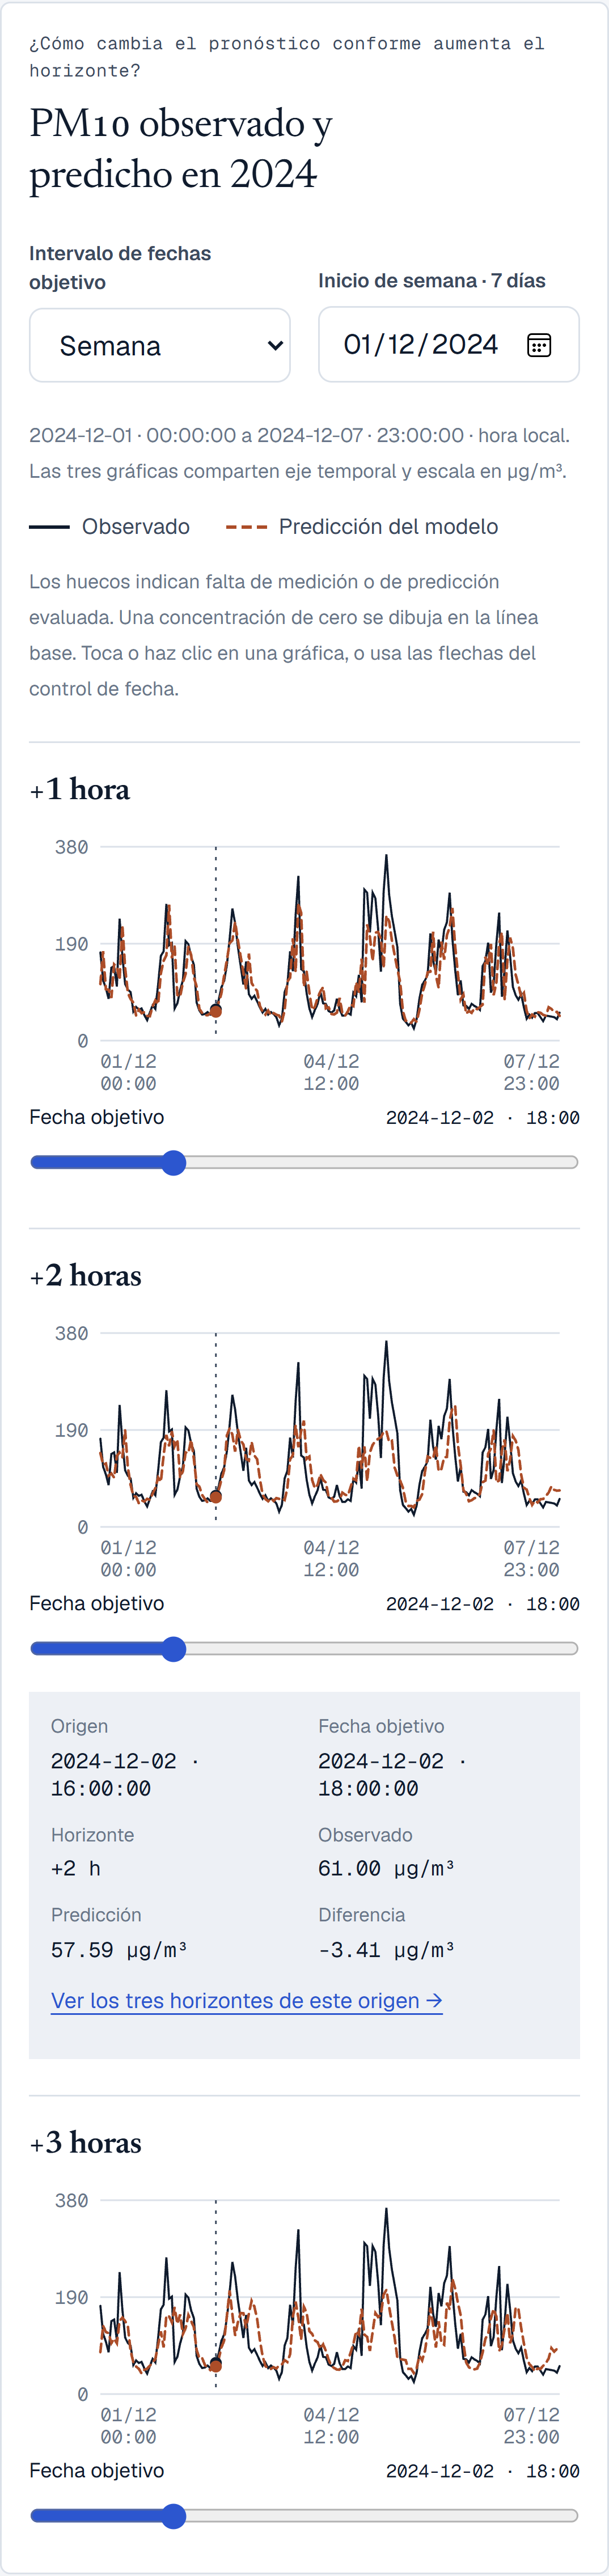 ¿Cómo cambia el pronóstico conforme aumenta el
horizonte?
PM10 observado y
predicho en 2024
Intervalo de fechas
objetivo
Inicio de semana · 7 días
Semana
01/12/2024
2024-12-01 · 00:00:00 a 2024-12-07 · 23:00:00 · hora local.
Las tres gráficas comparten eje temporal y escala en µg/m³.
Observado
Predicción del modelo
Los huecos indican falta de medición o de predicción
evaluada. Una concentración de cero se dibuja en la línea
base. Toca o haz clic en una gráfica, o usa las flechas del
control de fecha.
+1 hora
380
190
0
01/12
00:00
04/12
12:00
07/12
23:00
Fecha objetivo
2024-12-02 · 18:00
+2 horas
380
190
0
01/12
00:00
04/12
12:00
07/12
23:00
Fecha objetivo
2024-12-02 · 18:00
Origen
2024-12-02 ·
16:00:00
Fecha objetivo
2024-12-02 ·
18:00:00
Horizonte
+2 h
Observado
61.00 µg/m³
Predicción
57.59 µg/m³
Diferencia
-3.41 µg/m³
Ver los tres horizontes de este origen →
+3 horas
380
190
0
01/12
00:00
04/12
12:00
07/12
23:00
Fecha objetivo
2024-12-02 · 18:00